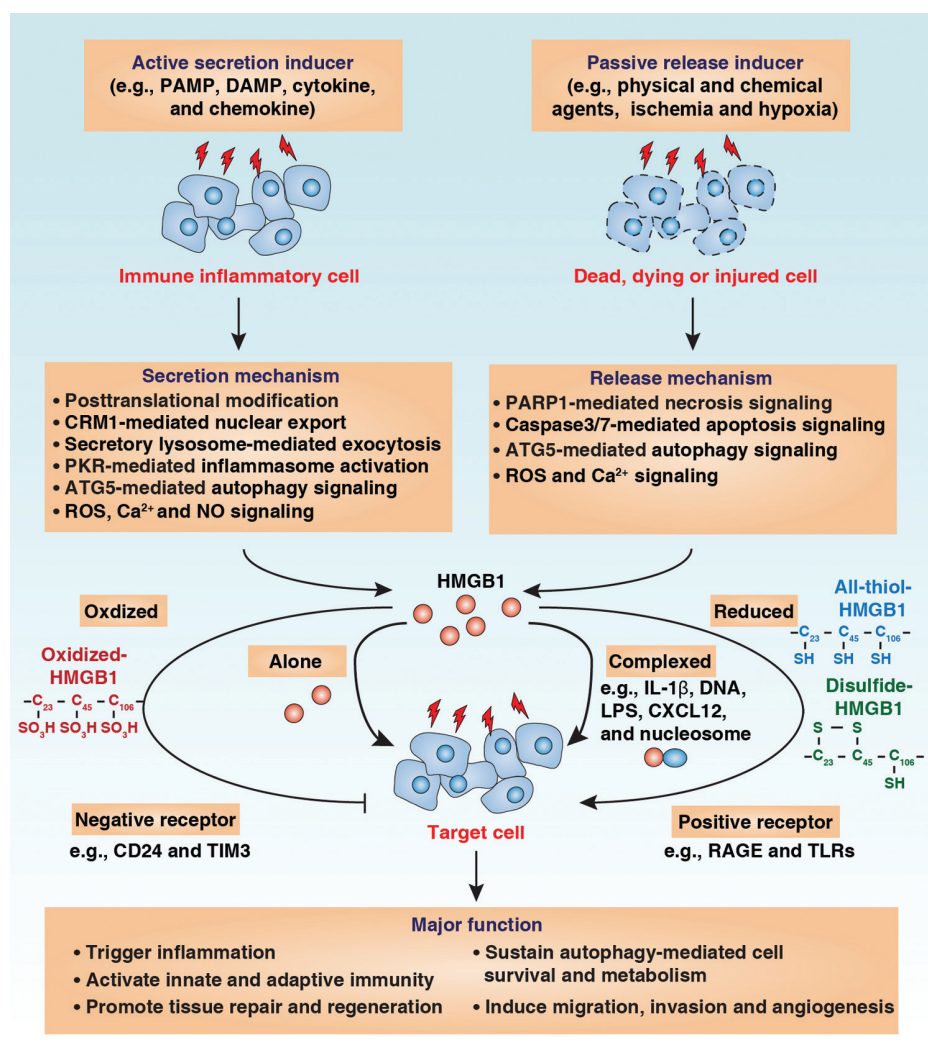 Active secretion inducer
(e.g., PAMP, DAMP, cytokine,
and chemokine)
Passive release inducer
(e.g., physical and chemical
agents, ischemia and hypoxia)
Immune inflammatory cell
Dead, dying or injured cell
Secretion mechanism
• Posttranslational modification
• CRM1-mediated nuclear export
• Secretory lysosome-mediated exocytosis
• PKR-mediated inflammasome activation
• ATG5-mediated autophagy signaling
• ROS, Ca²⁺ and NO signaling
Release mechanism
• PARP1-mediated necrosis signaling
• Caspase3/7-mediated apoptosis signaling
• ATG5-mediated autophagy signaling
• ROS and Ca²⁺ signaling
HMGB1
Oxdized
Reduced
All-thiol-
HMGB1
–C₂₃ –C₄₅ –C₁₀₆ –
SH SH SH
Oxidized-
HMGB1
–C₂₃ –C₄₅ –C₁₀₆ –
SO₃H SO₃H SO₃H
Alone
Complexed
e.g., IL-1β, DNA,
LPS, CXCL12,
and nucleosome
Disulfide-
HMGB1
S – S
–C₂₃ –C₄₅ –C₁₀₆ –
SH
Negative receptor
e.g., CD24 and TIM3
Target cell
Positive receptor
e.g., RAGE and TLRs
Major function
• Trigger inflammation
• Activate innate and adaptive immunity
• Promote tissue repair and regeneration
• Sustain autophagy-mediated cell
survival and metabolism
• Induce migration, invasion and angiogenesis